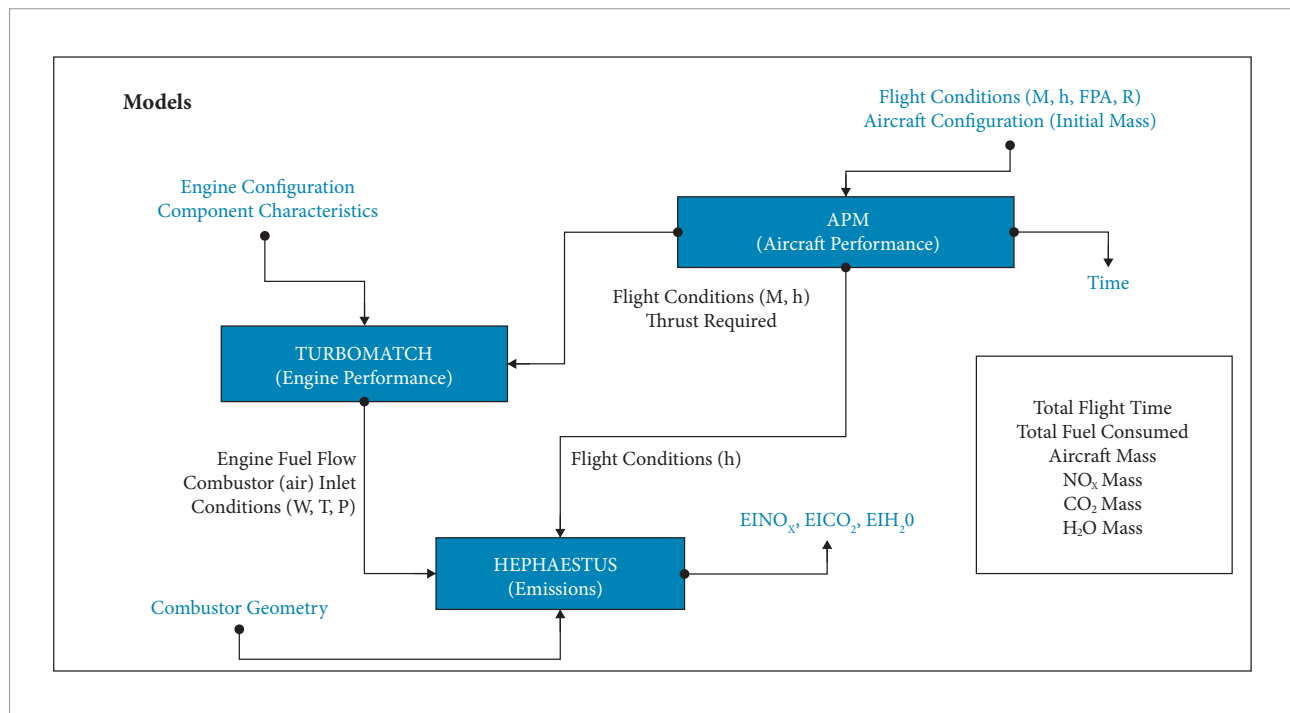 Models
Flight Conditions (M, h, FPA, R)
Aircraft Configuration (Initial Mass)
Engine Configuration
Component Characteristics
APM
(Aircraft Performance)
Time
Flight Conditions (M, h)
Thrust Required
TURBOMATCH
(Engine Performance)
Total Flight Time
Total Fuel Consumed
Aircraft Mass
NOₓ Mass
CO₂ Mass
H₂O Mass
Engine Fuel Flow
Combustor (air) Inlet
Conditions (W, T, P)
Flight Conditions (h)
EINOₓ, EICO₂, EIH₂0
HEPHAESTUS
(Emissions)
Combustor Geometry